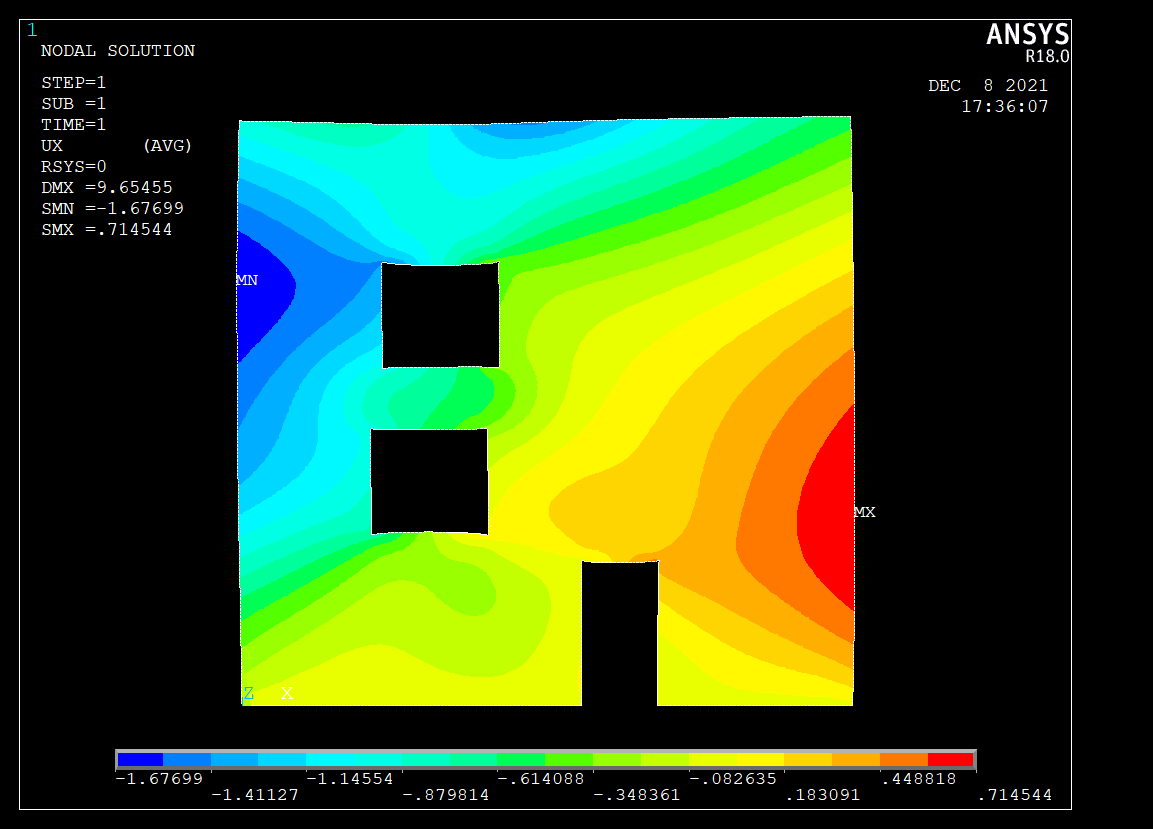 1
ANSYS
R18.0
NODAL SOLUTION
DEC  8 2021
17:36:07
STEP=1
SUB =1
TIME=1
UX       (AVG)
RSYS=0
DMX =9.65455
SMN =-1.67699
SMX =.714544
MN
MX
Z  X
-1.67699 -1.14554 -.614088 -.082635 .448818
-1.41127 -.879814 -.348361 .183091 .714544